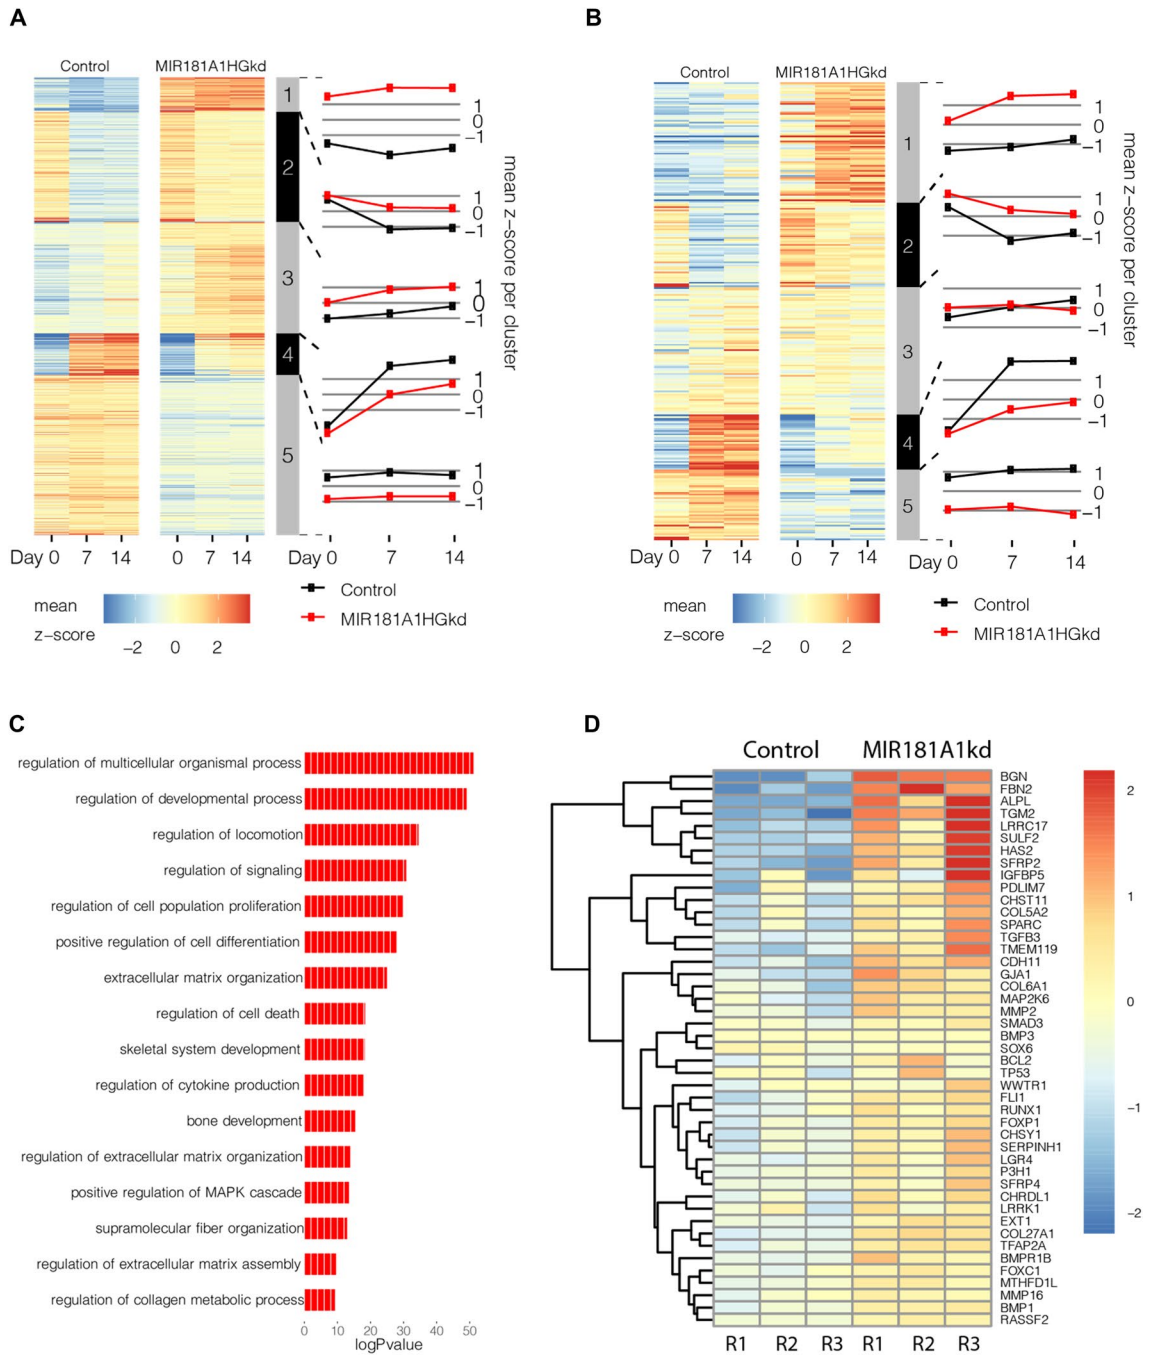 A
Control MIR181A1HGkd
1
2
3
4
5
1
0
−1
1
0
−1
1
0
−1
1
0
−1
1
0
−1
mean z-score per cluster
Day 0 7 14 0 7 14 Day 0 7 14
mean
z−score
−2 0 2
Control
MIR181A1HGkd
B
Control MIR181A1HGkd
1
2
3
4
5
1
0
−1
1
0
−1
1
0
−1
1
0
−1
1
0
−1
mean z-score per cluster
Day 0 7 14 0 7 14 Day 0 7 14
mean
z−score
−2 0 2
Control
MIR181A1HGkd
C
regulation of multicellular organismal process
regulation of developmental process
regulation of locomotion
regulation of signaling
regulation of cell population proliferation
positive regulation of cell differentiation
extracellular matrix organization
regulation of cell death
skeletal system development
regulation of cytokine production
bone development
regulation of extracellular matrix organization
positive regulation of MAPK cascade
supramolecular fiber organization
regulation of extracellular matrix assembly
regulation of collagen metabolic process
0 10 20 30 40 50
logPvalue
D
Control MIR181A1kd
BGN
FBN2
ALPL
TGM2
LRRC17
SULF2
HAS2
SFRP2
IGFBP5
PDLIM7
CHST11
COL5A2
SPARC
TGFB3
TMEM119
CDH11
GJA1
COL6A1
MAP2K6
MMP2
SMAD3
BMP3
SOX6
BCL2
TP53
WWTR1
FLI1
RUNX1
FOXP1
CHSY1
SERPINH1
LGR4
P3H1
SFRP4
CHRDL1
LRRK1
EXT1
COL27A1
TFAP2A
BMPR1B
FOXC1
MTHFD1L
MMP16
BMP1
RASSF2
R1 R2 R3 R1 R2 R3
2
1
0
−1
−2